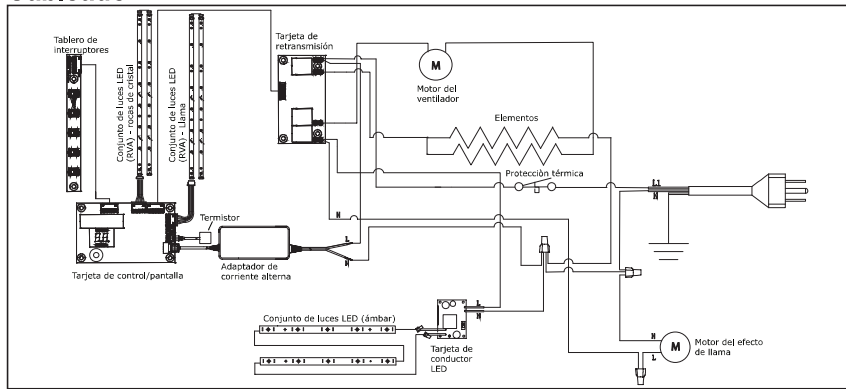 Tablero de
interruptores
Conjunto de luces LED
(RVA) - rocas de cristal)
Conjunto de luces LED
(RVA) - Llama)
Tarjeta de
retransmisión
M
Motor del
ventilador
Elementos
Protección térmica
L1
N
Termistor
Tarjeta de control/pantalla
Adaptador de
corriente alterna
L
N
N
Conjunto de luces LED (ámbar)
L
N
Tarjeta de
conductor
LED
N
L
M
Motor del efecto
de llama